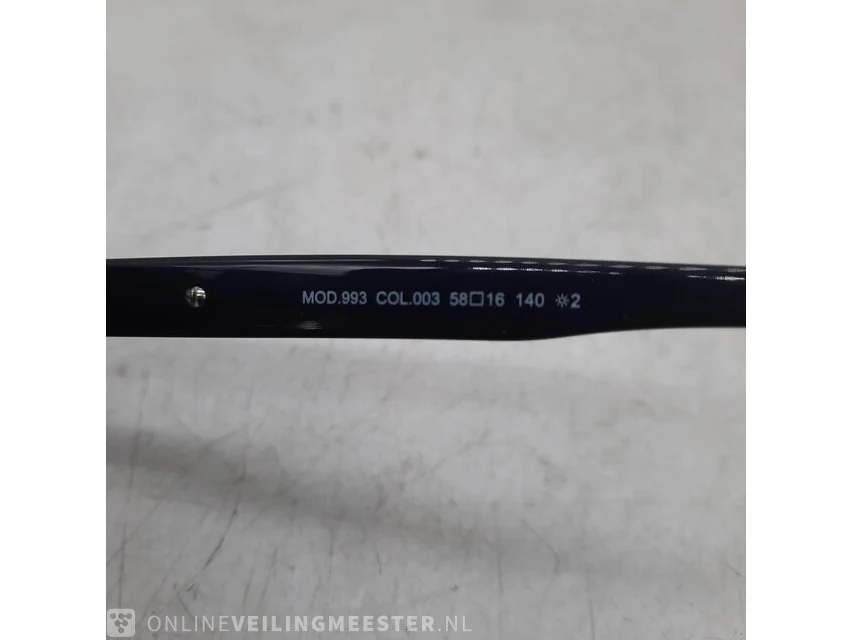 MOD.993 COL.003 58□16 140 ☼2
ONLINEVEILINGMEESTER.NL